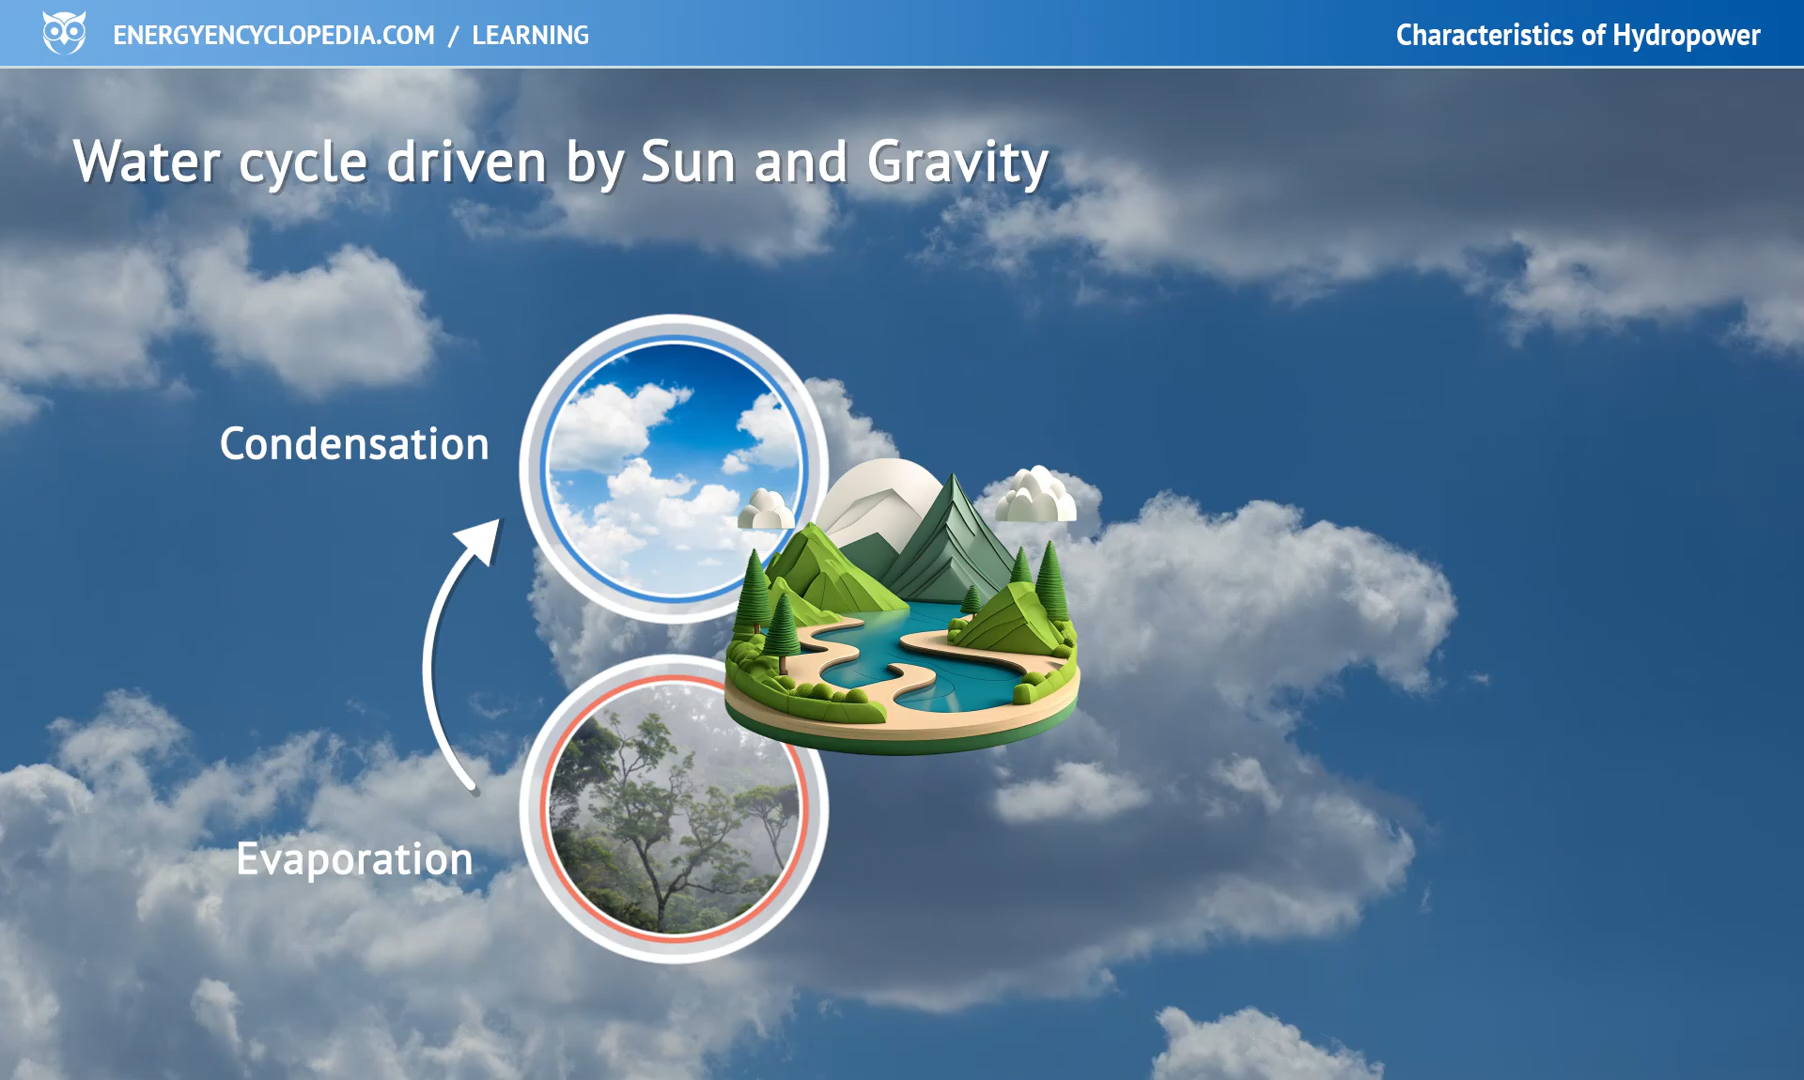 ENERGYENCYCLOPEDIA.COM / LEARNING
Characteristics of Hydropower
Water cycle driven by Sun and Gravity
Condensation
Evaporation